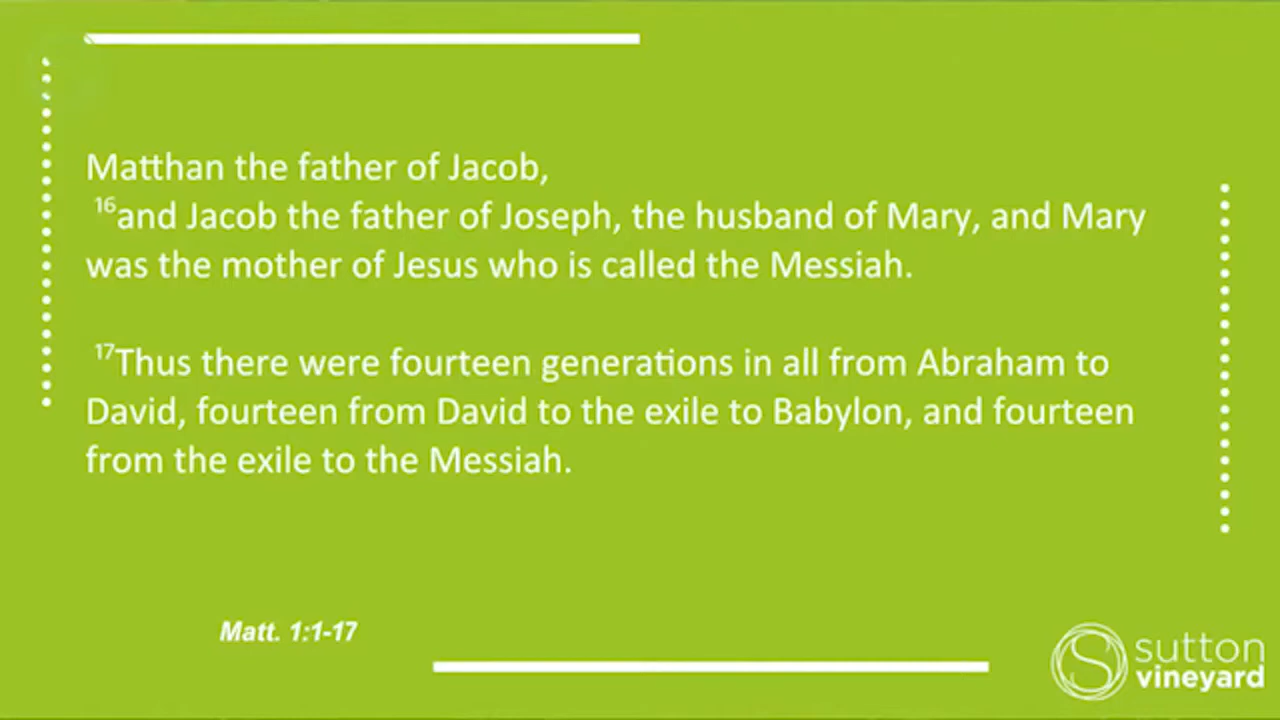 Matthan the father of Jacob,
16and Jacob the father of Joseph, the husband of Mary, and Mary
was the mother of Jesus who is called the Messiah.
17Thus there were fourteen generations in all from Abraham to
David, fourteen from David to the exile to Babylon, and fourteen
from the exile to the Messiah.
Matt. 1:1-17
sutton
vineyard